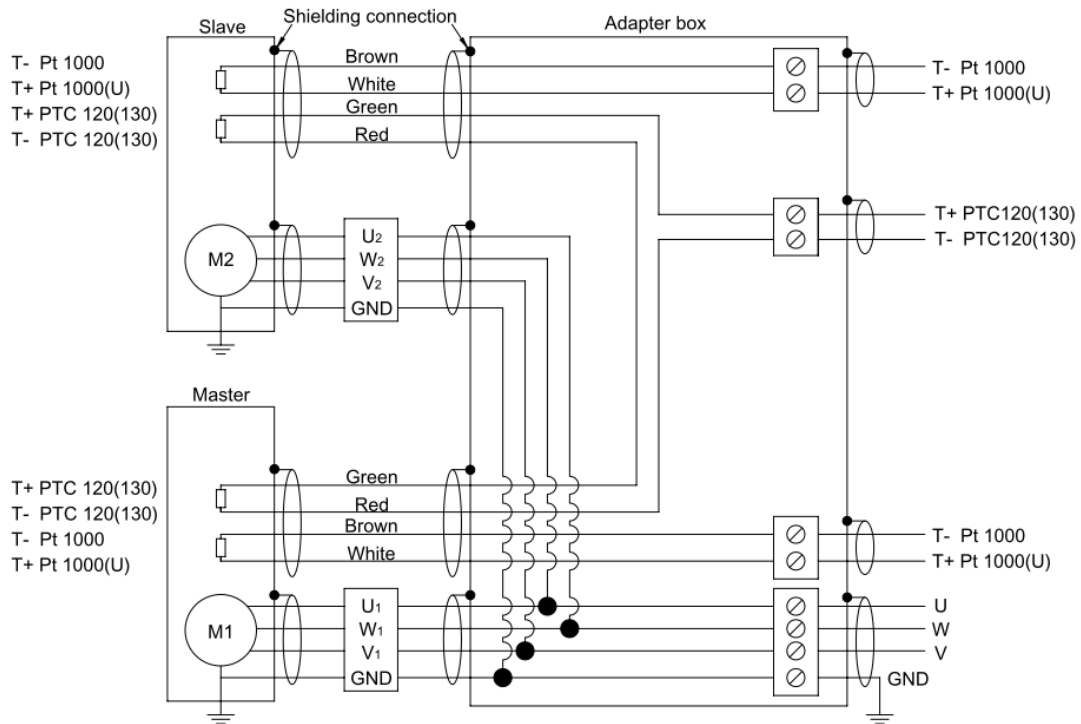 Shielding connection
Slave
Adapter box
T- Pt 1000
T+ Pt 1000(U)
T+ PTC 120(130)
T- PTC 120(130)
Brown
White
Green
Red
T- Pt 1000
T+ Pt 1000(U)
T+ PTC120(130)
T- PTC120(130)
M2
U2
W2
V2
GND
Master
T+ PTC 120(130)
T- PTC 120(130)
T- Pt 1000
T+ Pt 1000(U)
Green
Red
Brown
White
T- Pt 1000
T+ Pt 1000(U)
M1
U1
W1
V1
GND
U
W
V
GND